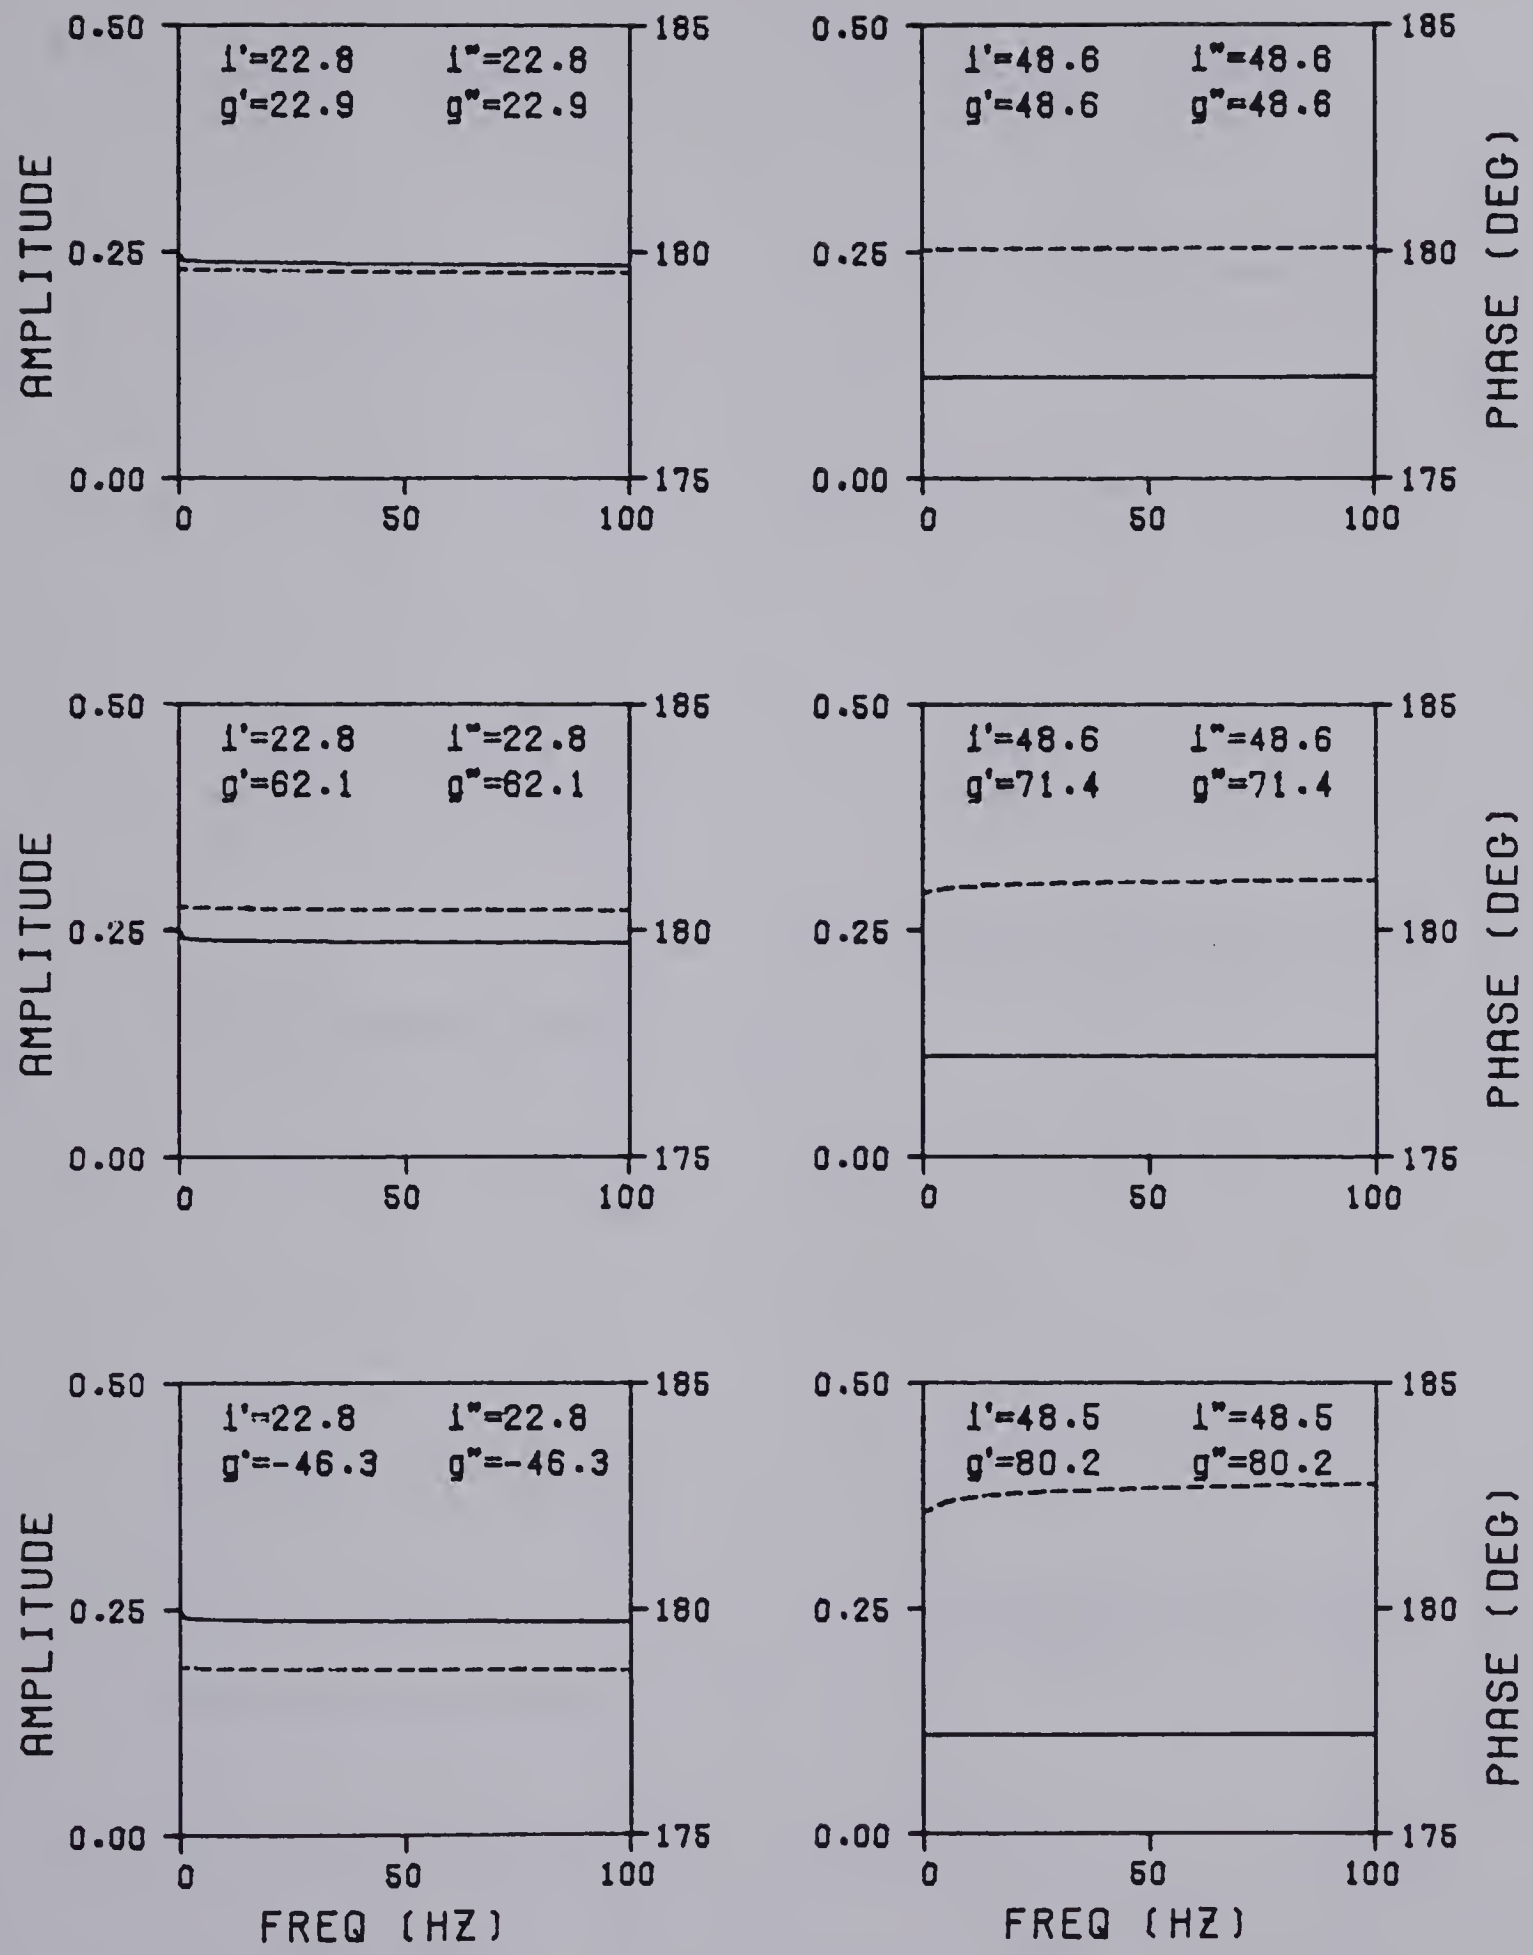 0.50 185 0.50 185
i'=22.8 i"=22.8 i'=48.6 i"=48.6
g'=22.9 g"=22.9 g'=48.6 g"=48.6
AMPLITUDE
0.25 180 0.25 180
PHASE (DEG)
0.00 175 0.00 175
0 50 100 0 50 100
0.50 185 0.50 185
i'=22.8 i"=22.8 i'=48.6 i"=48.6
g'=62.1 g"=62.1 g'=71.4 g"=71.4
AMPLITUDE
0.25 180 0.25 180
PHASE (DEG)
0.00 175 0.00 175
0 50 100 0 50 100
0.50 185 0.50 185
i'=22.8 i"=22.8 i'=48.5 i"=48.5
g'=-46.3 g"=-46.3 g'=80.2 g"=80.2
AMPLITUDE
0.25 180 0.25 180
PHASE (DEG)
0.00 175 0.00 175
0 50 100 0 50 100
FREQ (HZ) FREQ (HZ)